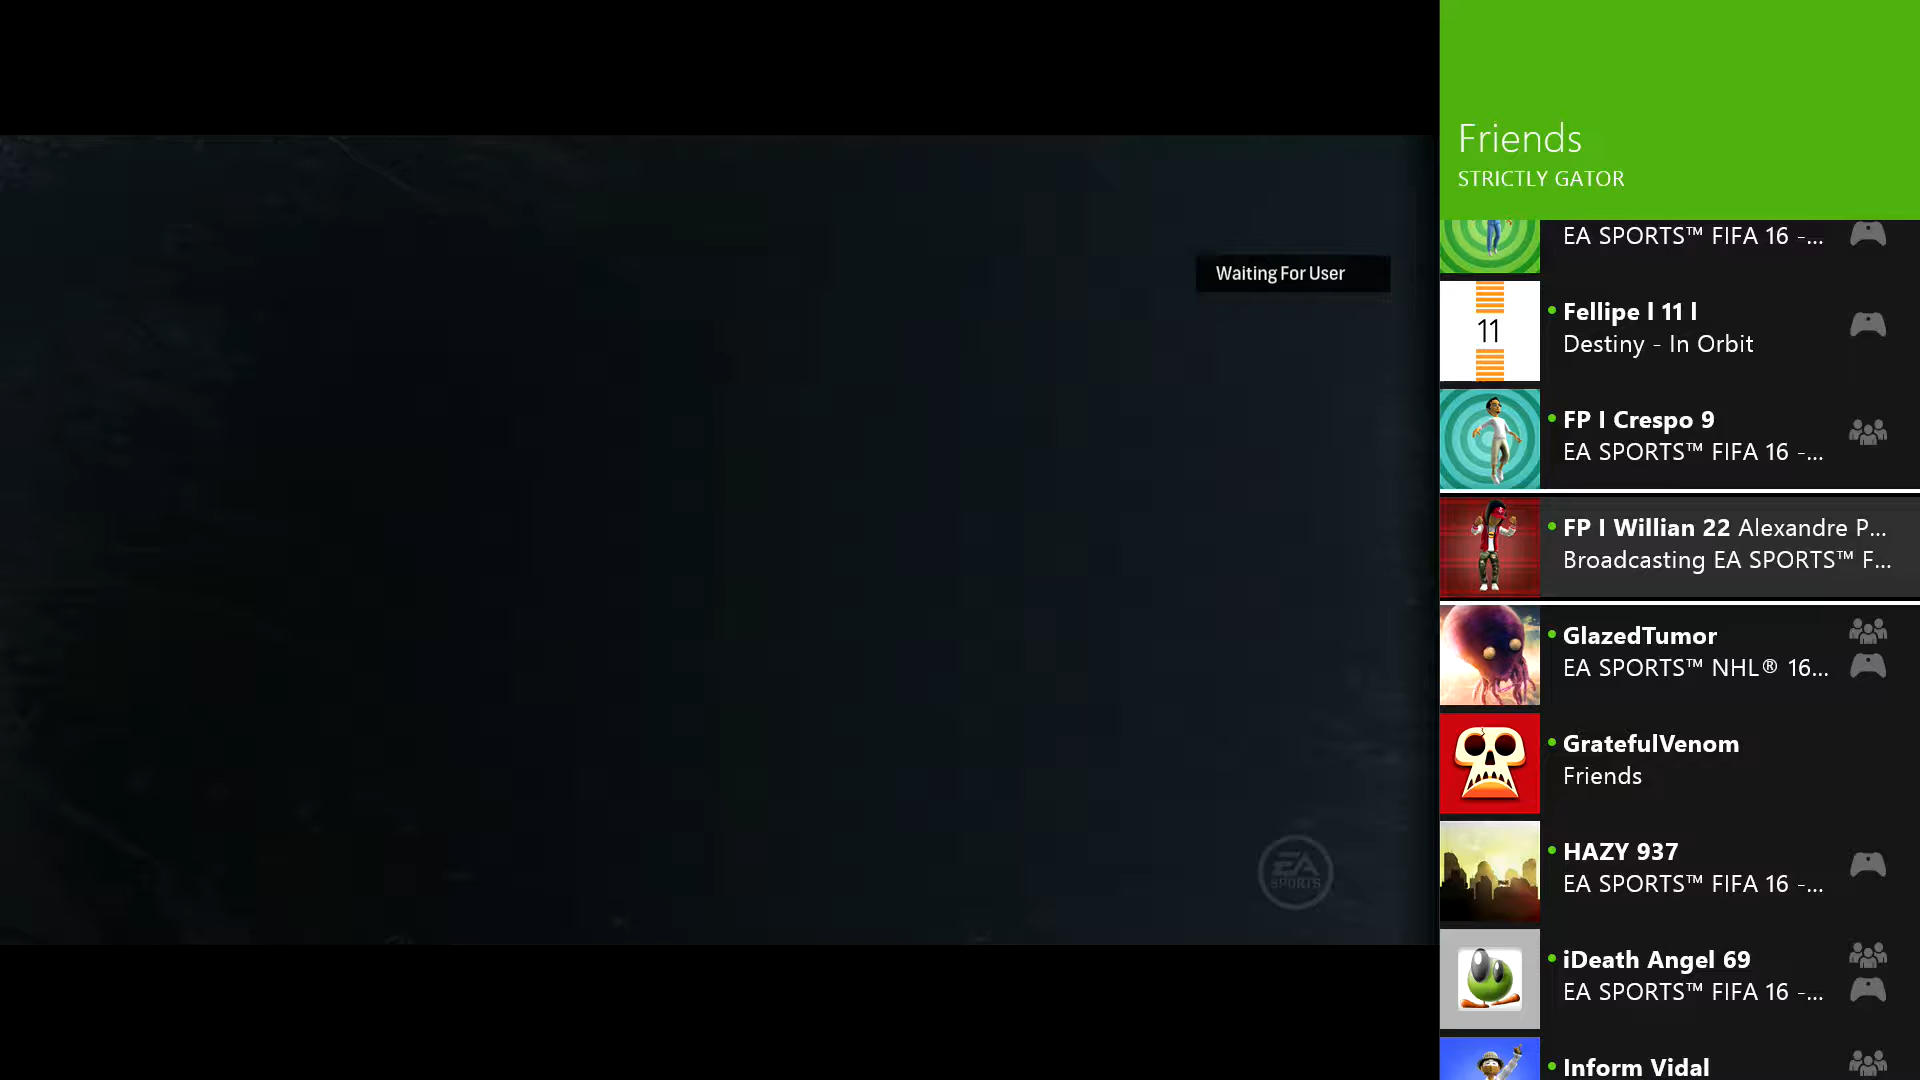 Friends
STRICTLY GATOR
EA SPORTS™ FIFA 16 -...
Waiting For User
11
Fellipe l 11 l
Destiny - In Orbit
FP l Crespo 9
EA SPORTS™ FIFA 16 -...
FP l Willian 22 Alexandre P...
Broadcasting EA SPORTS™ F...
GlazedTumor
EA SPORTS™ NHL® 16...
GratefulVenom
Friends
HAZY 937
EA SPORTS™ FIFA 16 -...
EA SPORTS
iDeath Angel 69
EA SPORTS™ FIFA 16 -...
Inform Vidal